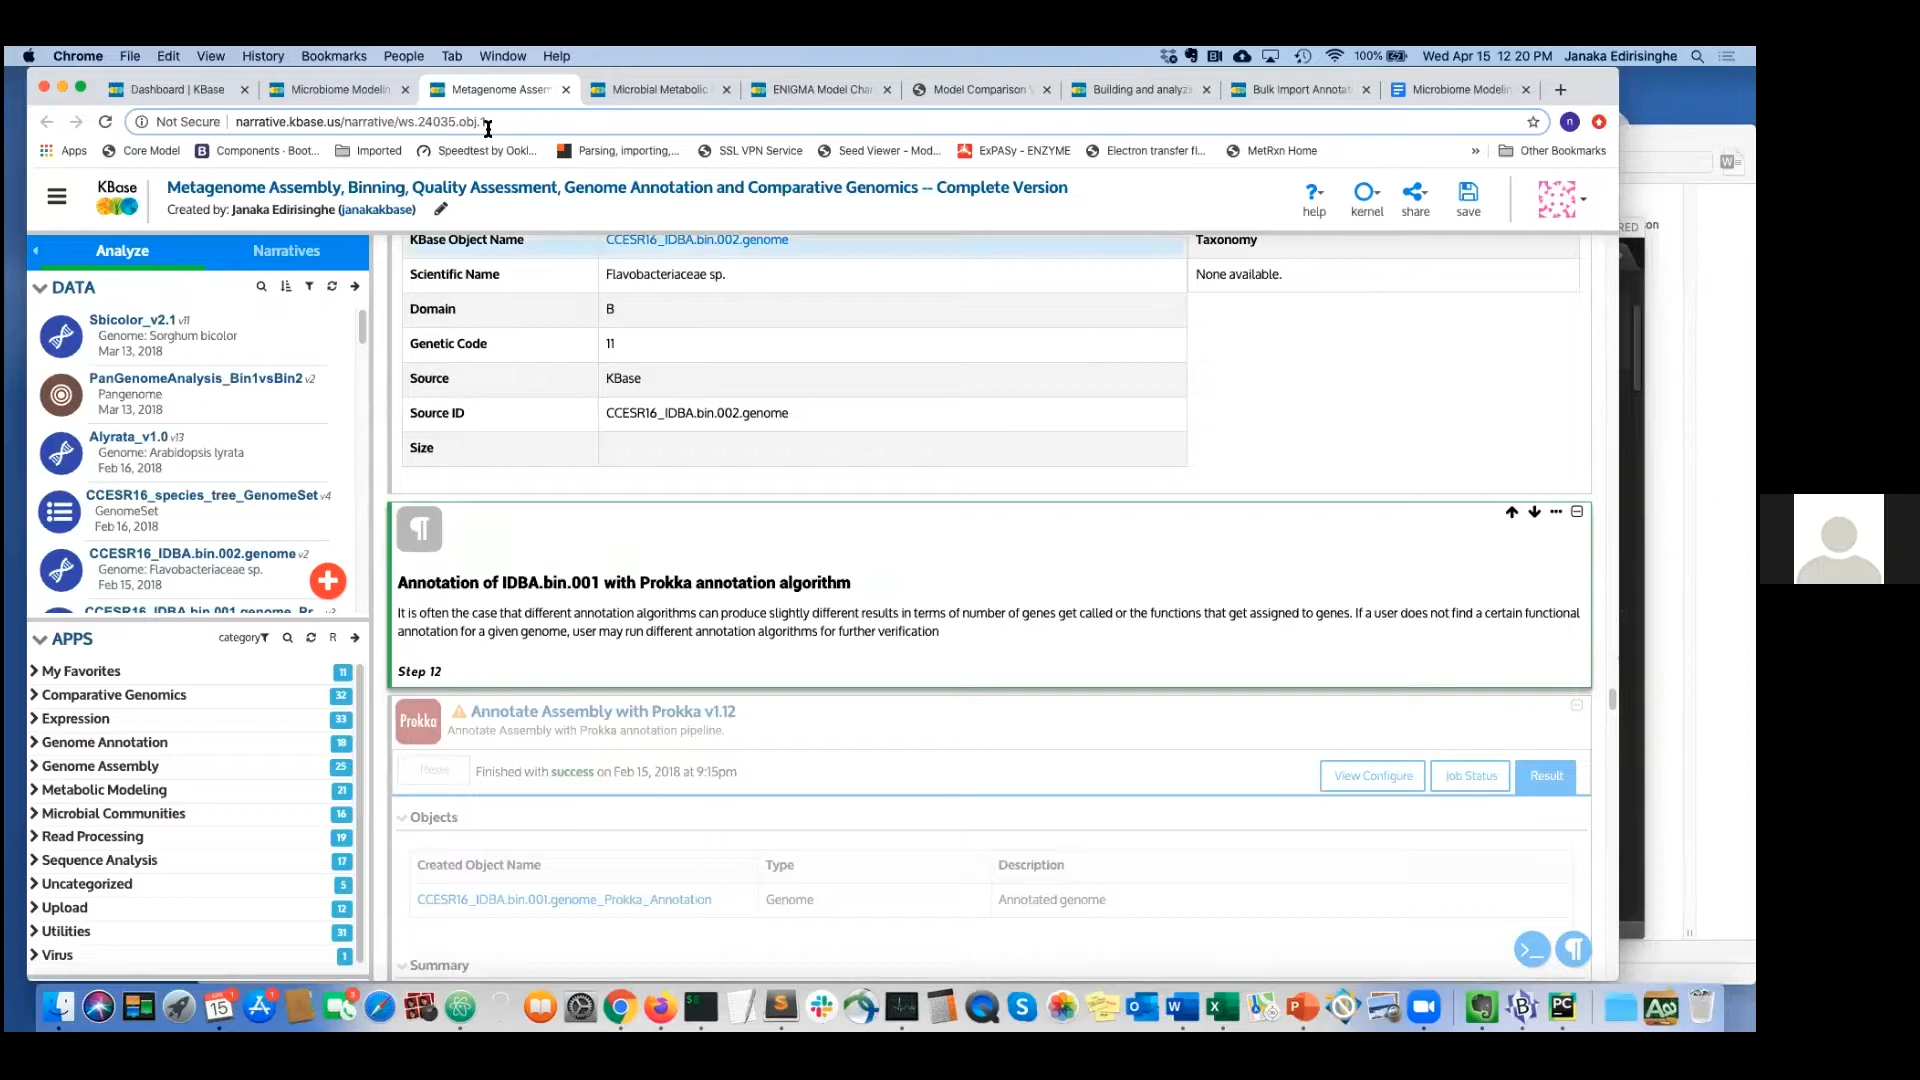 Chrome File Edit View History Bookmarks People Tab Window Help 100% Wed Apr 15 12:20 PM Janaka Edirisinghe
Dashboard | KBase Microbiome Modelin Metagenome Assem Microbial Metabolic ENIGMA Model Char Model Comparison Building and analyzi Bulk Import Annotat Microbiome Modelin
Not Secure narrative.kbase.us/narrative/ws.24035.obj.
Apps Core Model Components · Boot... Imported Speedtest by Ookl... Parsing, importing,... SSL VPN Service Seed Viewer - Mod... ExPASy - ENZYME Electron transfer fl... MetRxn Home » Other Bookmarks
KBase
Metagenome Assembly, Binning, Quality Assessment, Genome Annotation and Comparative Genomics -- Complete Version
Created by: Janaka Edirisinghe (janakakbase)
help kernel share save
Analyze Narratives
DATA
Sbicolor_v2.1 v11
Genome: Sorghum bicolor
Mar 13, 2018
PanGenomeAnalysis_Bin1vsBin2 v2
Pangenome
Mar 13, 2018
Alyrata_v1.0 v13
Genome: Arabidopsis lyrata
Feb 16, 2018
CCESR16_species_tree_GenomeSet v4
GenomeSet
Feb 16, 2018
CCESR16_IDBA.bin.002.genome v2
Genome: Flavobacteriaceae sp.
Feb 15, 2018
CCESR16_IDBA.bin.001.genome_Pr
APPS category R
My Favorites 11
Comparative Genomics 32
Expression 33
Genome Annotation 18
Genome Assembly 25
Metabolic Modeling 21
Microbial Communities 16
Read Processing 19
Sequence Analysis 17
Uncategorized 5
Upload 12
Utilities 31
Virus 1
KBase Object Name CCESR16_IDBA.bin.002.genome Taxonomy
Scientific Name Flavobacteriaceae sp. None available.
Domain B
Genetic Code 11
Source KBase
Source ID CCESR16_IDBA.bin.002.genome
Size
Annotation of IDBA.bin.001 with Prokka annotation algorithm
It is often the case that different annotation algorithms can produce slightly different results in terms of number of genes get called or the functions that get assigned to genes. If a user does not find a certain functional
annotation for a given genome, user may run different annotation algorithms for further verification
Step 12
Prokka Annotate Assembly with Prokka v1.12
Annotate Assembly with Prokka annotation pipeline.
Reset Finished with success on Feb 15, 2018 at 9:15pm View Configure Job Status Result
Objects
Created Object Name Type Description
CCESR16_IDBA.bin.001.genome_Prokka_Annotation Genome Annotated genome
Summary
RED on